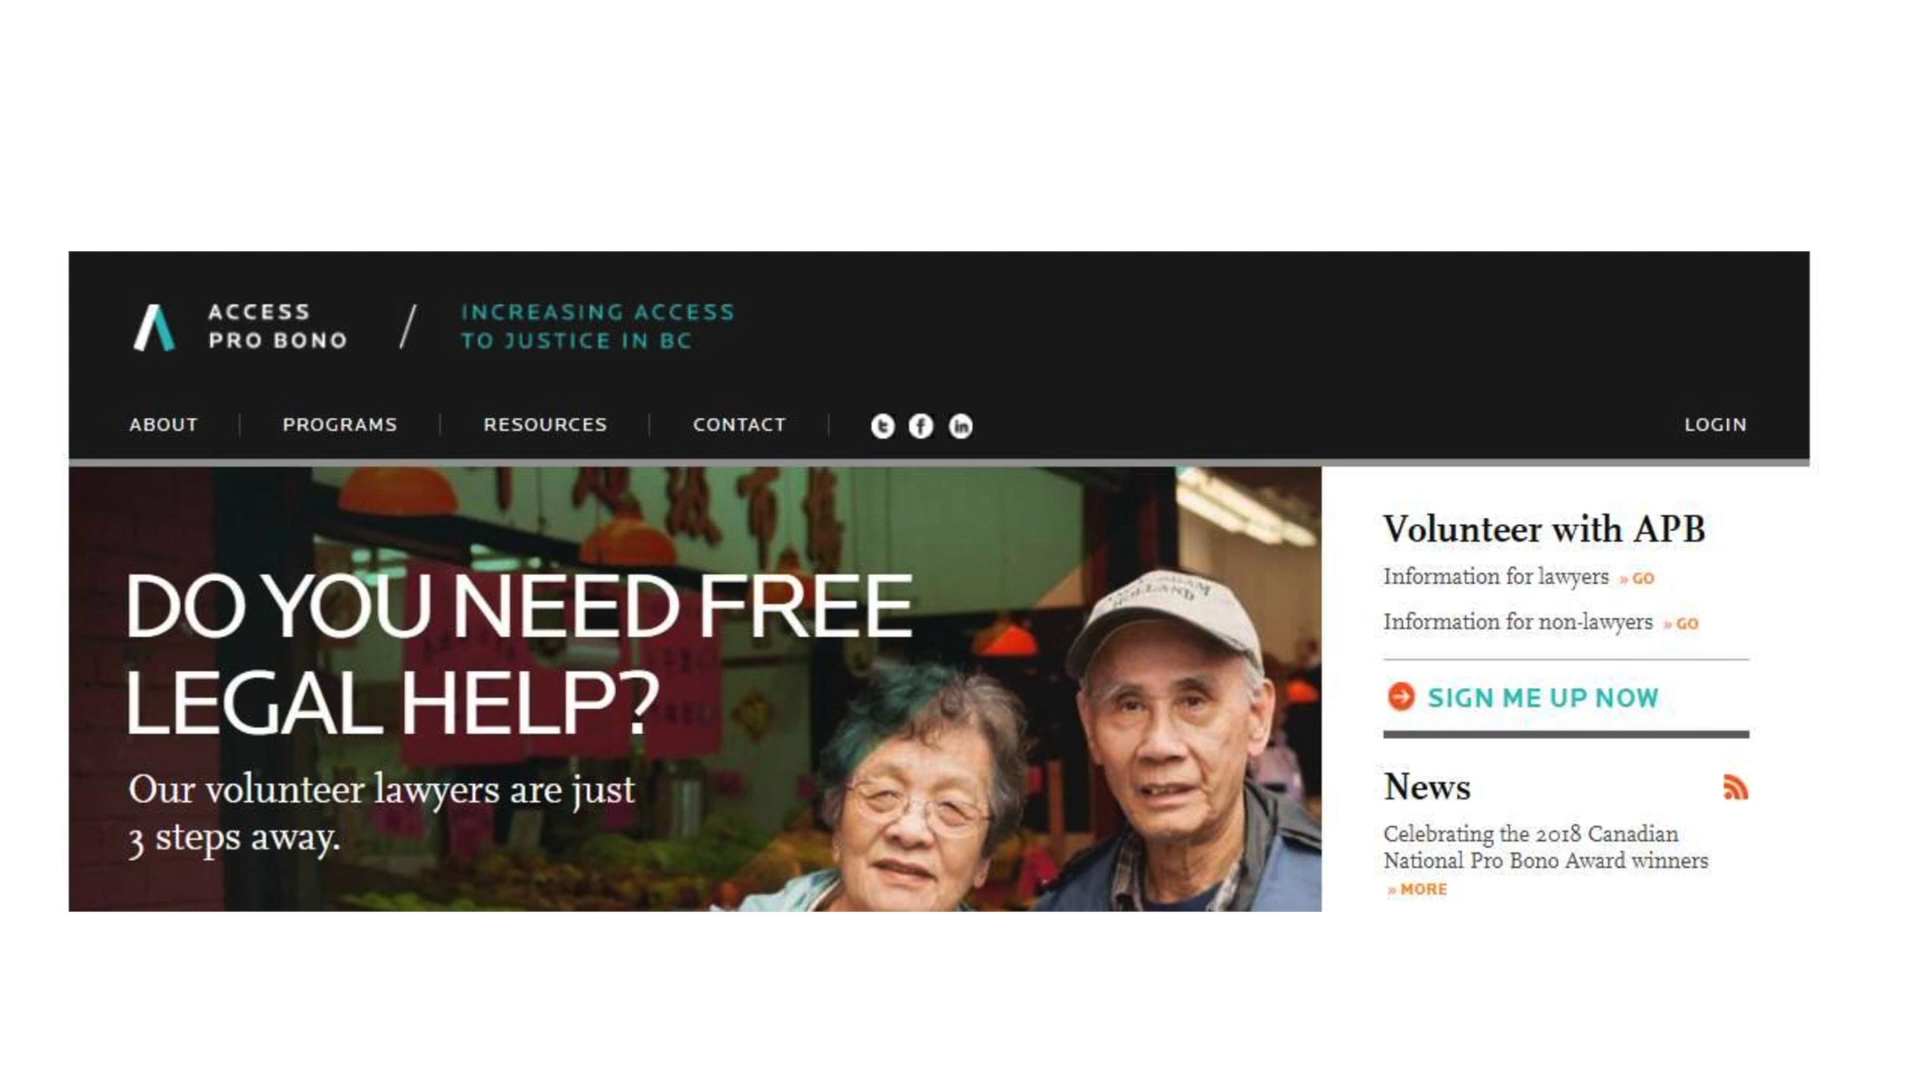 ACCESS
PRO BONO
/
INCREASING ACCESS
TO JUSTICE IN BC
ABOUT
PROGRAMS
RESOURCES
CONTACT
LOGIN
DO YOU NEED FREE
LEGAL HELP?
Our volunteer lawyers are just
3 steps away.
HOLLAND
Volunteer with APB
Information for lawyers » GO
Information for non-lawyers » GO
SIGN ME UP NOW
News
Celebrating the 2018 Canadian
National Pro Bono Award winners
» MORE